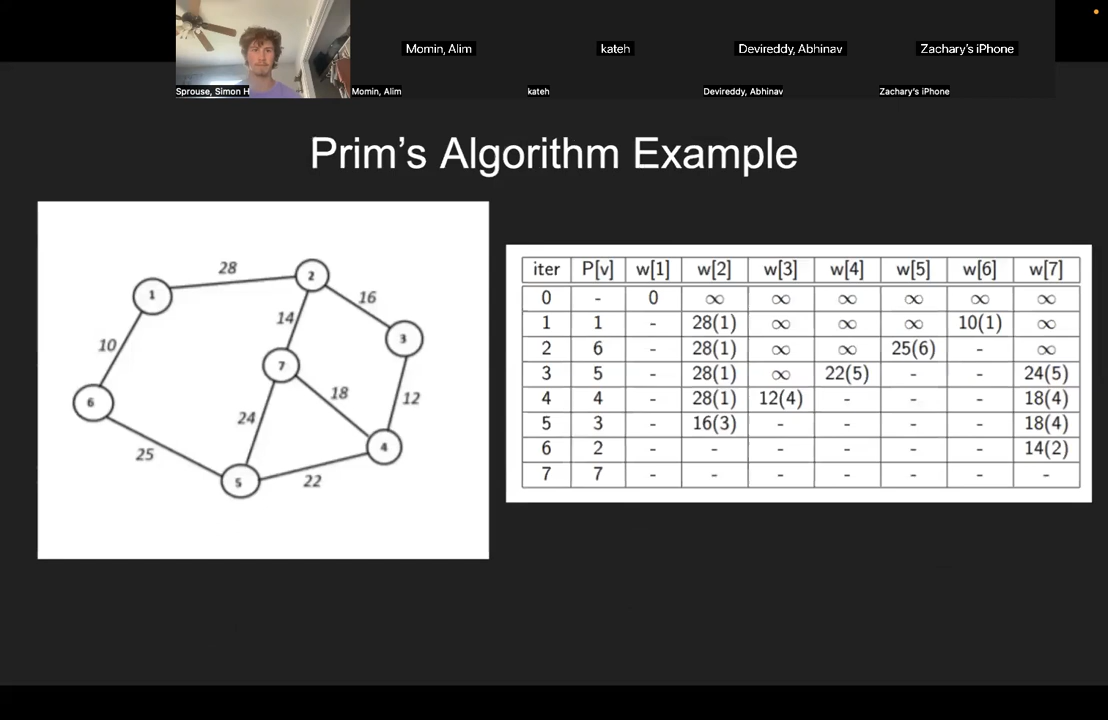 Momin, Alim
kateh
Devireddy, Abhinav
Zachary's iPhone
Sprouse, Simon H
Momin, Alim
kateh
Devireddy, Abhinav
Zachary's iPhone
Prim's Algorithm Example
28
1
2
16
10
14
3
7
18
12
6
24
4
25
5
22
iter P[v] w[1] w[2] w[3] w[4] w[5] w[6] w[7]
0 - 0 ∞ ∞ ∞ ∞ ∞ ∞
1 1 - 28(1) ∞ ∞ ∞ 10(1) ∞
2 6 - 28(1) ∞ ∞ 25(6) - ∞
3 5 - 28(1) ∞ 22(5) - - 24(5)
4 4 - 28(1) 12(4) - - - 18(4)
5 3 - 16(3) - - - - 18(4)
6 2 - - - - - - 14(2)
7 7 - - - - - - -